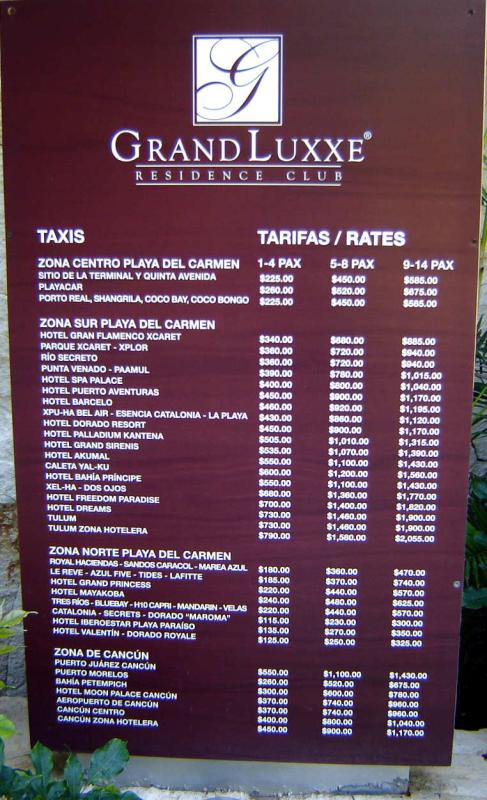 G
GRAND LUXXE®
RESIDENCE CLUB
TAXIS TARIFAS / RATES
ZONA CENTRO PLAYA DEL CARMEN 1-4 PAX 5-8 PAX 9-14 PAX
SITIO DE LA TERMINAL Y QUINTA AVENIDA $225.00 $450.00 $585.00
PLAYACAR $260.00 $520.00 $675.00
PORTO REAL, SHANGRILA, COCO BAY, COCO BONGO $225.00 $450.00 $585.00
ZONA SUR PLAYA DEL CARMEN
HOTEL GRAN FLAMENCO XCARET $340.00 $680.00 $885.00
PARQUE XCARET - XPLOR $360.00 $720.00 $940.00
RÍO SECRETO $360.00 $720.00 $940.00
PUNTA VENADO - PAAMUL $390.00 $780.00 $1,015.00
HOTEL SPA PALACE $400.00 $800.00 $1,040.00
HOTEL PUERTO AVENTURAS $450.00 $900.00 $1,170.00
HOTEL BARCELO $460.00 $920.00 $1,195.00
XPU-HA BEL AIR - ESENCIA CATALONIA - LA PLAYA $430.00 $860.00 $1,120.00
HOTEL DORADO RESORT $450.00 $900.00 $1,170.00
HOTEL PALLADIUM KANTENA $505.00 $1,010.00 $1,315.00
HOTEL GRAND SIRENIS $535.00 $1,070.00 $1,390.00
HOTEL AKUMAL $550.00 $1,100.00 $1,430.00
CALETA YAL-KU $600.00 $1,200.00 $1,560.00
HOTEL BAHÍA PRÍNCIPE $550.00 $1,100.00 $1,430.00
XEL-HA - DOS OJOS $680.00 $1,360.00 $1,770.00
HOTEL FREEDOM PARADISE $700.00 $1,400.00 $1,820.00
HOTEL DREAMS $730.00 $1,460.00 $1,900.00
TULUM $730.00 $1,460.00 $1,900.00
TULUM ZONA HOTELERA $790.00 $1,580.00 $2,055.00
ZONA NORTE PLAYA DEL CARMEN
ROYAL HACIENDAS - SANDOS CARACOL - MAREA AZUL $180.00 $360.00 $470.00
LE REVE - AZUL FIVE - TIDES - LAFITTE $185.00 $370.00 $740.00
HOTEL GRAND PRINCESS $220.00 $440.00 $570.00
HOTEL MAYAKOBA $240.00 $480.00 $625.00
TRES RÍOS - BLUEBAY - H10 CAPRI - MANDARIN - VELAS $220.00 $440.00 $570.00
CATALONIA - SECRETS - DORADO "MAROMA" $115.00 $230.00 $300.00
HOTEL IBEROESTAR PLAYA PARAÍSO $135.00 $270.00 $350.00
HOTEL VALENTÍN - DORADO ROYALE $125.00 $250.00 $325.00
ZONA DE CANCÚN
PUERTO JUÁREZ CANCÚN $550.00 $1,100.00 $1,430.00
PUERTO MORELOS $260.00 $520.00 $675.00
BAHÍA PETEMPICH $300.00 $600.00 $780.00
HOTEL MOON PALACE CANCÚN $370.00 $740.00 $960.00
AEROPUERTO DE CANCÚN $370.00 $740.00 $960.00
CANCÚN CENTRO $400.00 $800.00 $1,040.00
CANCÚN ZONA HOTELERA $450.00 $900.00 $1,170.00